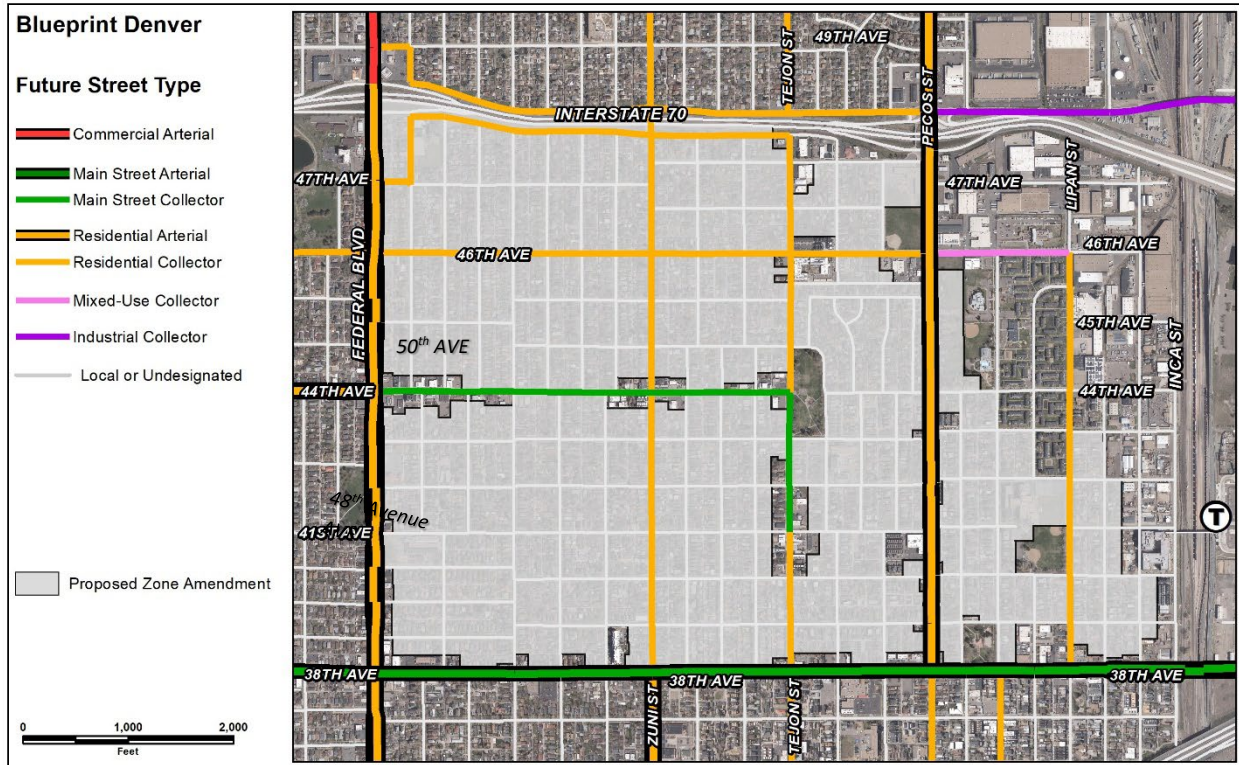 Blueprint Denver
Future Street Type
Commercial Arterial
Main Street Arterial
Main Street Collector
Residential Arterial
Residential Collector
Mixed-Use Collector
Industrial Collector
Local or Undesignated
Proposed Zone Amendment
0 1,000 2,000
Feet
49TH AVE
TEJON ST
PECOS ST
INTERSTATE 70
47TH AVE
47TH AVE
LIPAN ST
46TH AVE
46TH AVE
FEDERAL BLVD
45TH AVE
50th AVE
INCA ST
44TH AVE
44TH AVE
48th Avenue
41ST AVE
T
38TH AVE
38TH AVE
38TH AVE
ZUNI ST
TEJON ST